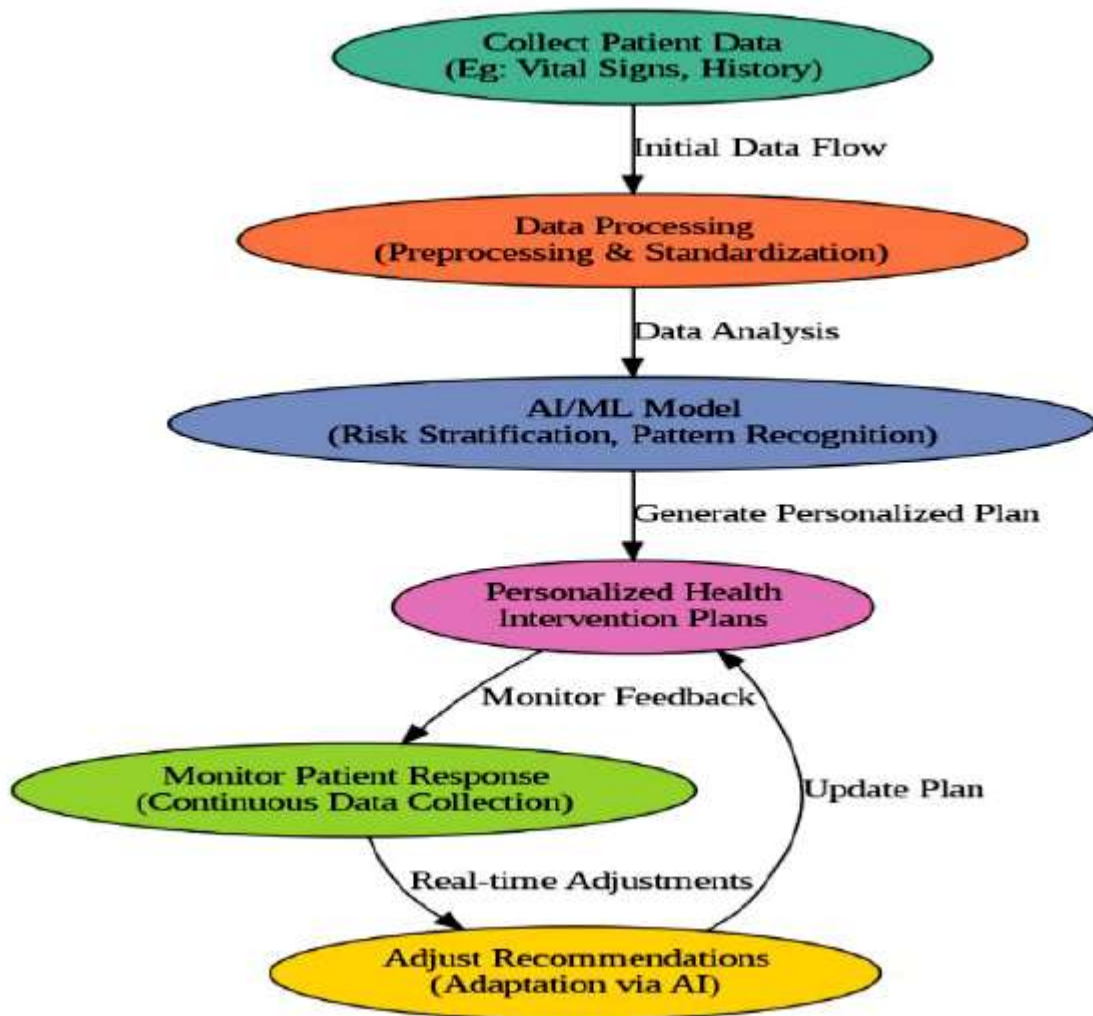 Collect Patient Data
(Eg: Vital Signs, History)
Initial Data Flow
Data Processing
(Preprocessing & Standardization)
Data Analysis
AI/ML Model
(Risk Stratification, Pattern Recognition)
Generate Personalized Plan
Personalized Health
Intervention Plans
Monitor Feedback
Monitor Patient Response
(Continuous Data Collection)
Update Plan
Real-time Adjustments
Adjust Recommendations
(Adaptation via AI)